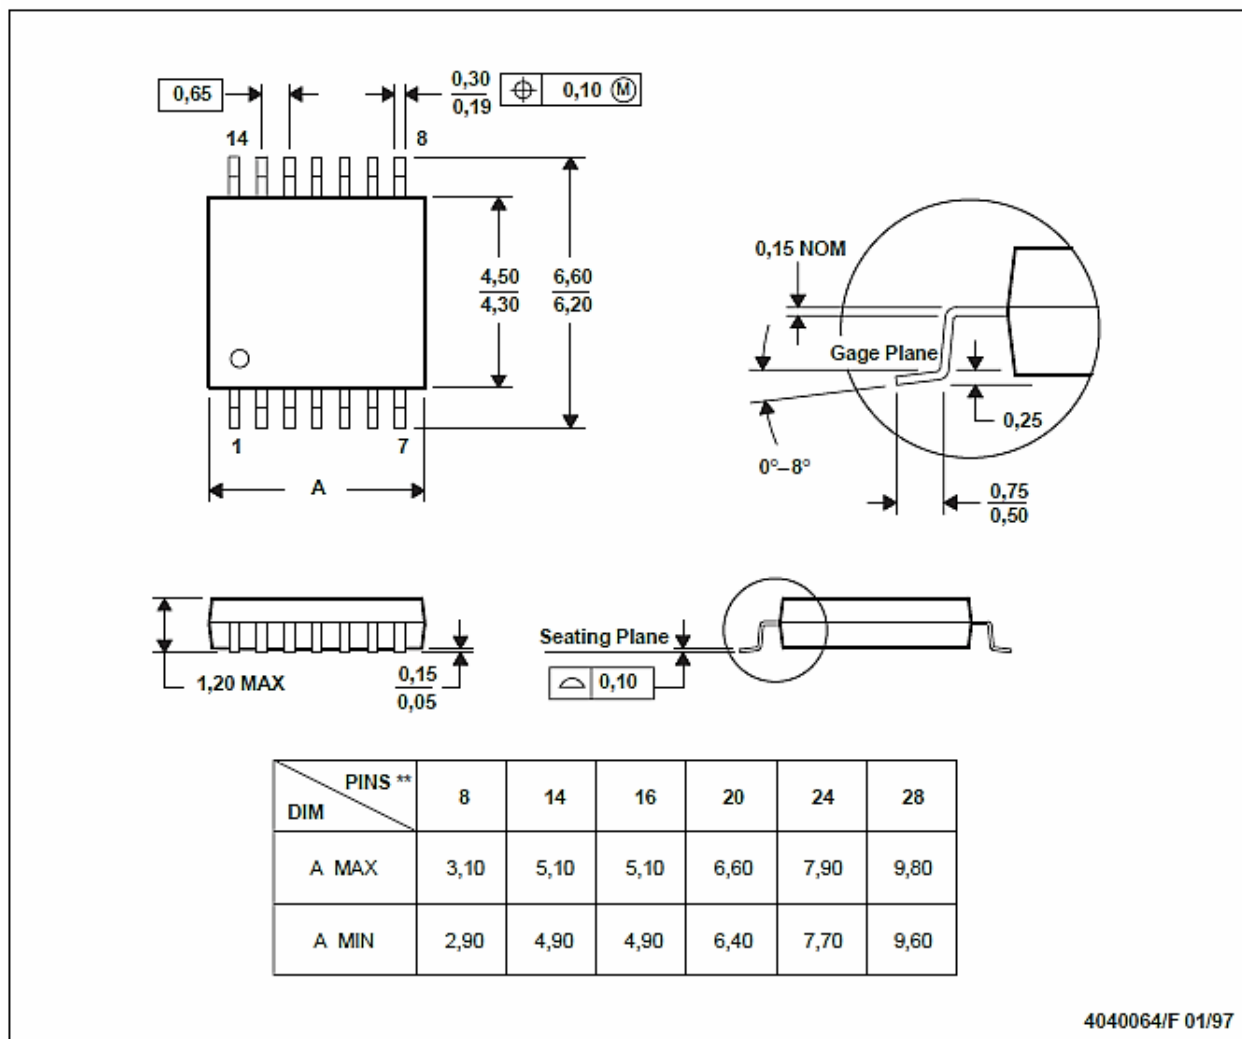 0,65
0,30
0,19
0,10 M
14
8
4,50
4,30
6,60
6,20
1
7
A
0,15 NOM
Gage Plane
0,25
0°–8°
0,75
0,50
1,20 MAX
0,15
0,05
Seating Plane
0,10
PINS **
DIM
8 14 16 20 24 28
A MAX 3,10 5,10 5,10 6,60 7,90 9,80
A MIN 2,90 4,90 4,90 6,40 7,70 9,60
4040064/F 01/97